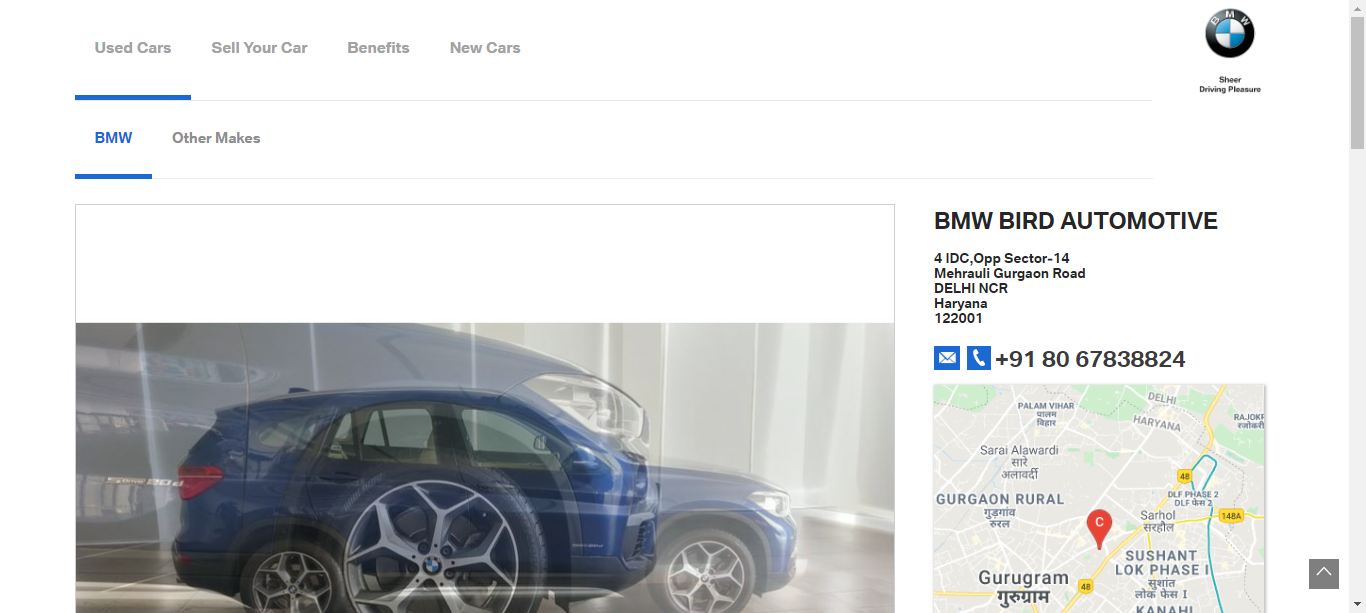 Used Cars
Sell Your Car
Benefits
New Cars
BMW
Sheer
Driving Pleasure
BMW
Other Makes
BMW BIRD AUTOMOTIVE
4 IDC,Opp Sector-14
Mehrauli Gurgaon Road
DELHI NCR
Haryana
122001
+91 80 67838824
DELHI
HARYANA
PALAM VIHAR
पालम
विहार
RAJOKR
रजोकरी
Sarai Alawardi
सारे
अलावर्दी
48
DLF PHASE 2
DLF फेस 2
GURGAON RURAL
गुड़गांव
रुरल
C
Sarhol
सरहौल
148A
SUSHANT
LOK PHASE I
सुशांत
लोक फेस I
Gurugram
गुरुग्राम
48
KANAHI